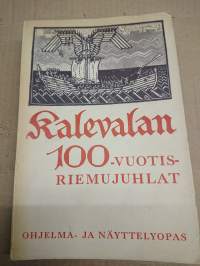 Kalevalan
100-VUOTIS-
RIEMUJUHLAT
OHJELMA- JA NÄYTTELYOPAS